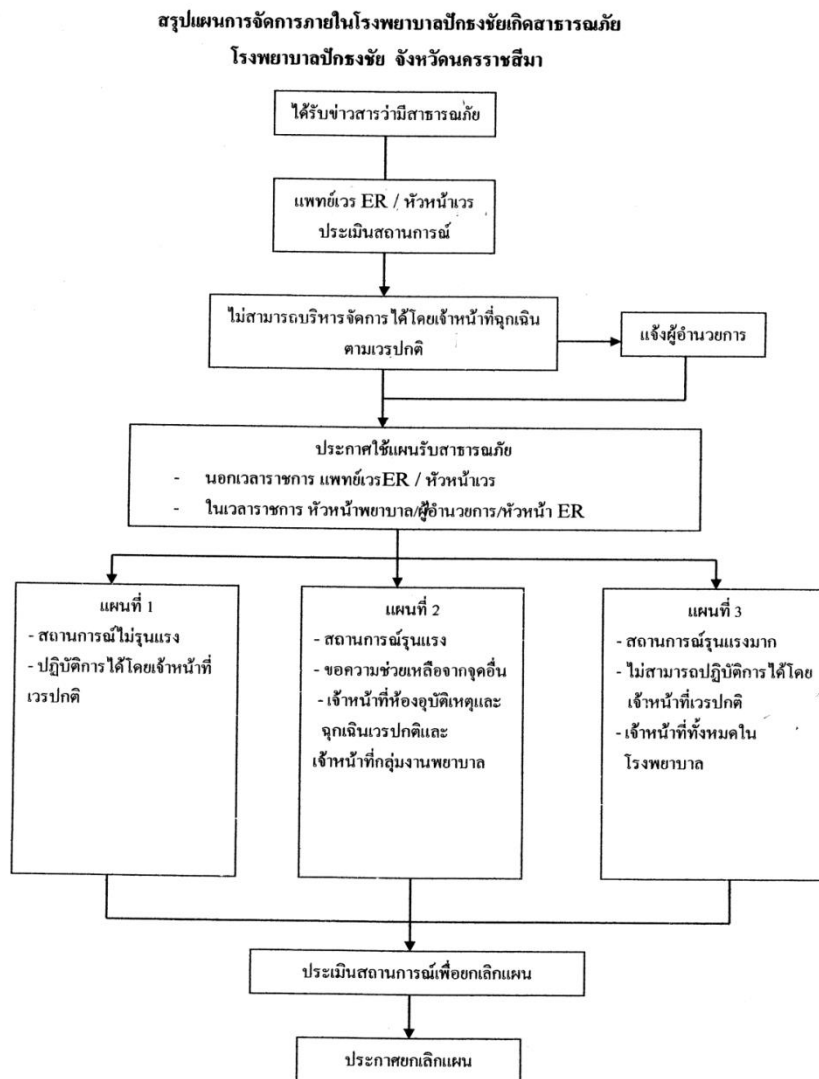 สรุปแผนการจัดการภายในโรงพยาบาลปักธงชัยเกิดสาธารณภัย
โรงพยาบาลปักธงชัย จังหวัดนครราชสีมา
ได้รับข่าวสารว่ามีสาธารณภัย
แพทย์เวร ER / หัวหน้าเวร
ประเมินสถานการณ์
ไม่สามารถบริหารจัดการได้โดยเจ้าหน้าที่ฉุกเฉิน
ตามเวรปกติ
แจ้งผู้อำนวยการ
ประกาศใช้แผนรับสาธารณภัย
- นอกเวลาราชการ แพทย์เวรER / หัวหน้าเวร
- ในเวลาราชการ หัวหน้าพยาบาล/ผู้อำนวยการ/หัวหน้า ER
แผนที่ 1
- สถานการณ์ไม่รุนแรง
- ปฏิบัติการได้โดยเจ้าหน้าที่
เวรปกติ
แผนที่ 2
- สถานการณ์รุนแรง
- ขอความช่วยเหลือจากจุดอื่น
- เจ้าหน้าที่ห้องอุบัติเหตุและ
ฉุกเฉินเวรปกติและ
เจ้าหน้าที่กลุ่มงานพยาบาล
แผนที่ 3
- สถานการณ์รุนแรงมาก
- ไม่สามารถปฏิบัติการได้โดย
เจ้าหน้าที่เวรปกติ
- เจ้าหน้าที่ทั้งหมดใน
โรงพยาบาล
ประเมินสถานการณ์เพื่อยกเลิกแผน
ประกาศยกเลิกแผน